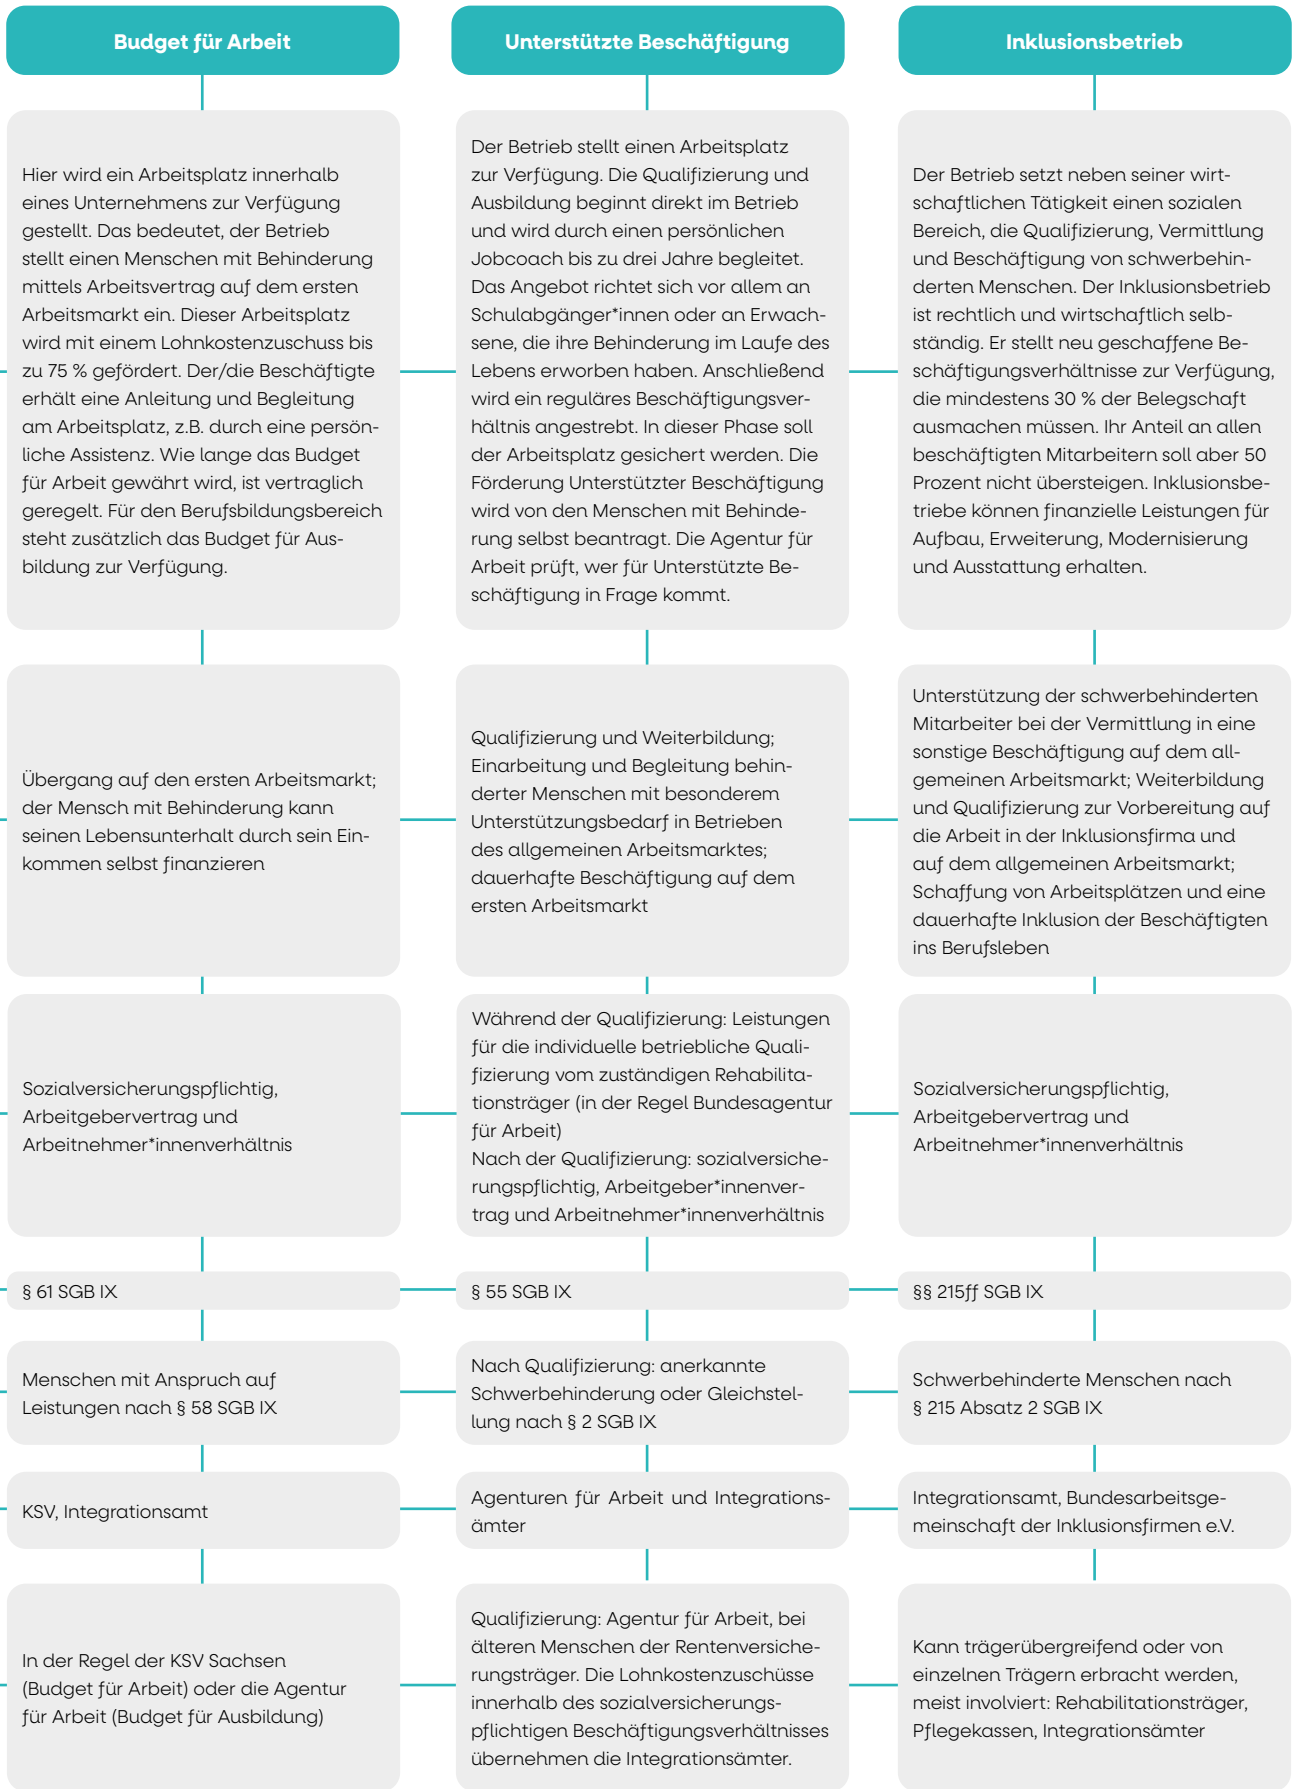 Budget für Arbeit
Unterstützte Beschäftigung
Inklusionsbetrieb
Hier wird ein Arbeitsplatz innerhalb
eines Unternehmens zur Verfügung
gestellt. Das bedeutet, der Betrieb
stellt einen Menschen mit Behinderung
mittels Arbeitsvertrag auf dem ersten
Arbeitsmarkt ein. Dieser Arbeitsplatz
wird mit einem Lohnkostenzuschuss bis
zu 75 % gefördert. Der/die Beschäftigte
erhält eine Anleitung und Begleitung
am Arbeitsplatz, z.B. durch eine persön-
liche Assistenz. Wie lange das Budget
für Arbeit gewährt wird, ist vertraglich
geregelt. Für den Berufsbildungsbereich
steht zusätzlich das Budget für Aus-
bildung zur Verfügung.
Der Betrieb stellt einen Arbeitsplatz
zur Verfügung. Die Qualifizierung und
Ausbildung beginnt direkt im Betrieb
und wird durch einen persönlichen
Jobcoach bis zu drei Jahre begleitet.
Das Angebot richtet sich vor allem an
Schulabgänger*innen oder an Erwach-
sene, die ihre Behinderung im Laufe des
Lebens erworben haben. Anschließend
wird ein reguläres Beschäftigungsver-
hältnis angestrebt. In dieser Phase soll
der Arbeitsplatz gesichert werden. Die
Förderung Unterstützter Beschäftigung
wird von den Menschen mit Behinde-
rung selbst beantragt. Die Agentur für
Arbeit prüft, wer für Unterstützte Be-
schäftigung in Frage kommt.
Der Betrieb setzt neben seiner wirt-
schaftlichen Tätigkeit einen sozialen
Bereich, die Qualifizierung, Vermittlung
und Beschäftigung von schwerbehin-
derten Menschen. Der Inklusionsbetrieb
ist rechtlich und wirtschaftlich selb-
ständig. Er stellt neu geschaffene Be-
schäftigungsverhältnisse zur Verfügung,
die mindestens 30 % der Belegschaft
ausmachen müssen. Ihr Anteil an allen
beschäftigten Mitarbeitern soll aber 50
Prozent nicht übersteigen. Inklusionsbe-
triebe können finanzielle Leistungen für
Aufbau, Erweiterung, Modernisierung
und Ausstattung erhalten.
Übergang auf den ersten Arbeitsmarkt;
der Mensch mit Behinderung kann
seinen Lebensunterhalt durch sein Ein-
kommen selbst finanzieren
Qualifizierung und Weiterbildung;
Einarbeitung und Begleitung behin-
derter Menschen mit besonderem
Unterstützungsbedarf in Betrieben
des allgemeinen Arbeitsmarktes;
dauerhafte Beschäftigung auf dem
ersten Arbeitsmarkt
Unterstützung der schwerbehinderten
Mitarbeiter bei der Vermittlung in eine
sonstige Beschäftigung auf dem all-
gemeinen Arbeitsmarkt; Weiterbildung
und Qualifizierung zur Vorbereitung auf
die Arbeit in der Inklusionsfirma und
auf dem allgemeinen Arbeitsmarkt;
Schaffung von Arbeitsplätzen und eine
dauerhafte Inklusion der Beschäftigten
ins Berufsleben
Sozialversicherungspflichtig,
Arbeitgebervertrag und
Arbeitnehmer*innenverhältnis
Während der Qualifizierung: Leistungen
für die individuelle betriebliche Quali-
fizierung vom zuständigen Rehabilita-
tionsträger (in der Regel Bundesagentur
für Arbeit)
Nach der Qualifizierung: sozialversiche-
rungspflichtig, Arbeitgeber*innenver-
trag und Arbeitnehmer*innenverhältnis
Sozialversicherungspflichtig,
Arbeitgebervertrag und
Arbeitnehmer*innenverhältnis
§ 61 SGB IX
§ 55 SGB IX
§§ 215ff SGB IX
Menschen mit Anspruch auf
Leistungen nach § 58 SGB IX
Nach Qualifizierung: anerkannte
Schwerbehinderung oder Gleichstel-
lung nach § 2 SGB IX
Schwerbehinderte Menschen nach
§ 215 Absatz 2 SGB IX
KSV, Integrationsamt
Agenturen für Arbeit und Integrations-
ämter
Integrationsamt, Bundesarbeitsge-
meinschaft der Inklusionsfirmen e.V.
In der Regel der KSV Sachsen
(Budget für Arbeit) oder die Agentur
für Arbeit (Budget für Ausbildung)
Qualifizierung: Agentur für Arbeit, bei
älteren Menschen der Rentenversiche-
rungsträger. Die Lohnkostenzuschüsse
innerhalb des sozialversicherungs-
pflichtigen Beschäftigungsverhältnisses
übernehmen die Integrationsämter.
Kann trägerübergreifend oder von
einzelnen Trägern erbracht werden,
meist involviert: Rehabilitationsträger,
Pflegekassen, Integrationsämter